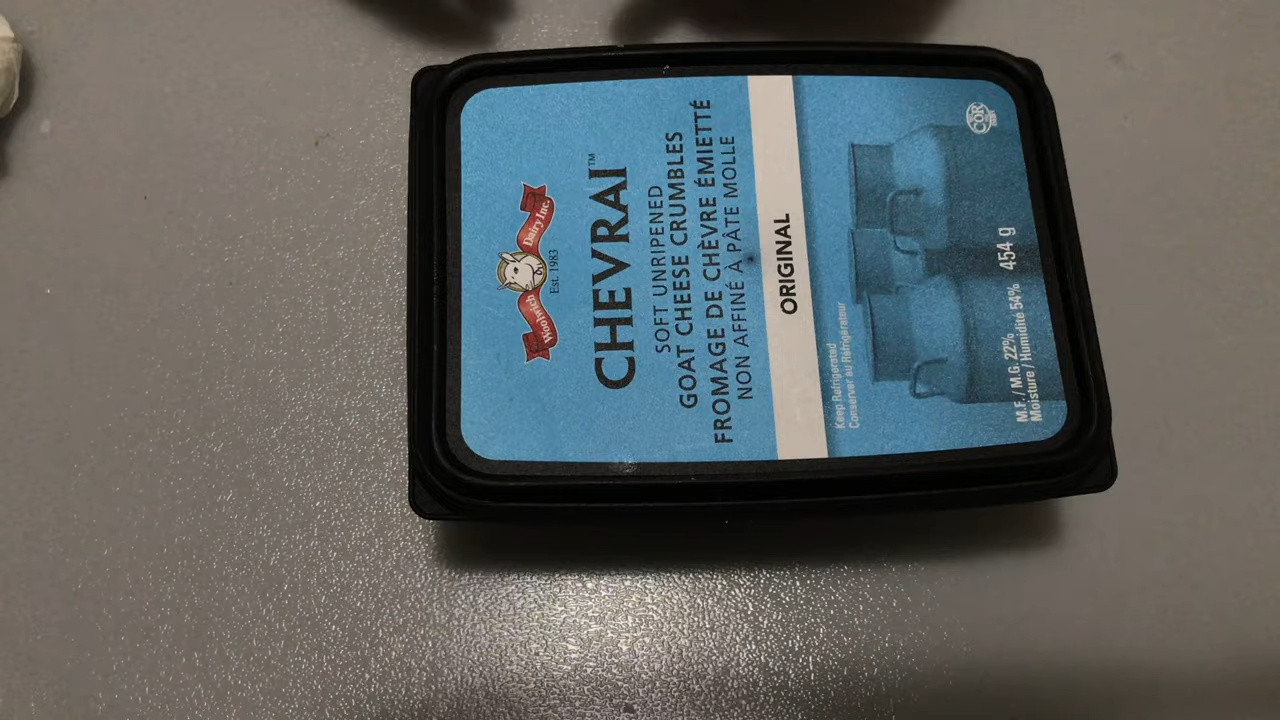 Woolwich Dairy Inc.
Est. 1983
CHEVRAI™
SOFT UNRIPENED
GOAT CHEESE CRUMBLES
FROMAGE DE CHÈVRE ÉMIETTÉ
NON AFFINÉ À PÂTE MOLLE
ORIGINAL
Keep Refrigerated
Conserver au Réfrigérateur
COR
M.F. / M.G. 22%
Moisture / Humidité 54% 454 g